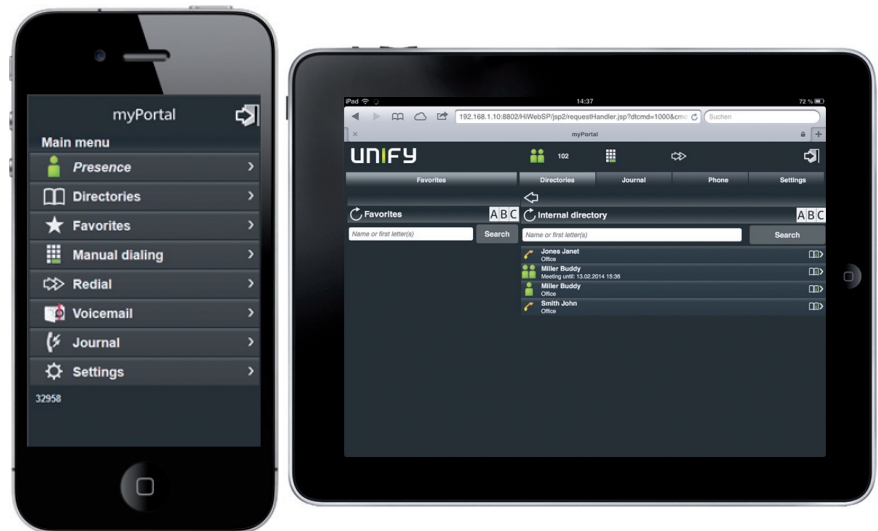 myPortal
Main menu
Presence
Directories
Favorites
Manual dialing
Redial
Voicemail
Journal
Settings
32958
iPad 14:37 72 %
192.168.1.10:8802/HiWebSP/jsp2/requestHandler.jsp?dtcmd=1000&cmd Suchen
myPortal
UNIFY 102
Favorites Directories Journal Phone Settings
Favorites ABC Internal directory ABC
Name or first letter(s) Search Name or first letter(s) Search
Jones Janet
Office
Miller Buddy
Meeting until: 13.02.2014 15:36
Miller Buddy
Office
Smith John
Office